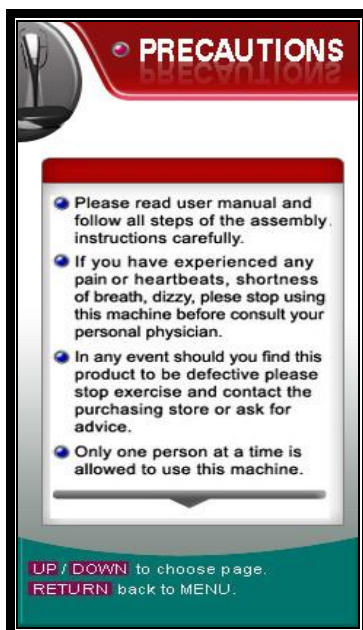 PRECAUTIONS
Please read user manual and
follow all steps of the assembly.
instructions carefully.
If you have experienced any
pain or heartbeats, shortness
of breath, dizzy, plese stop using
this machine before consult your
personal physician.
In any event should you find this
product to be defective please
stop exercise and contact the
purchasing store or ask for
advice.
Only one person at a time is
allowed to use this machine.
UP / DOWN to choose page.
RETURN back to MENU.